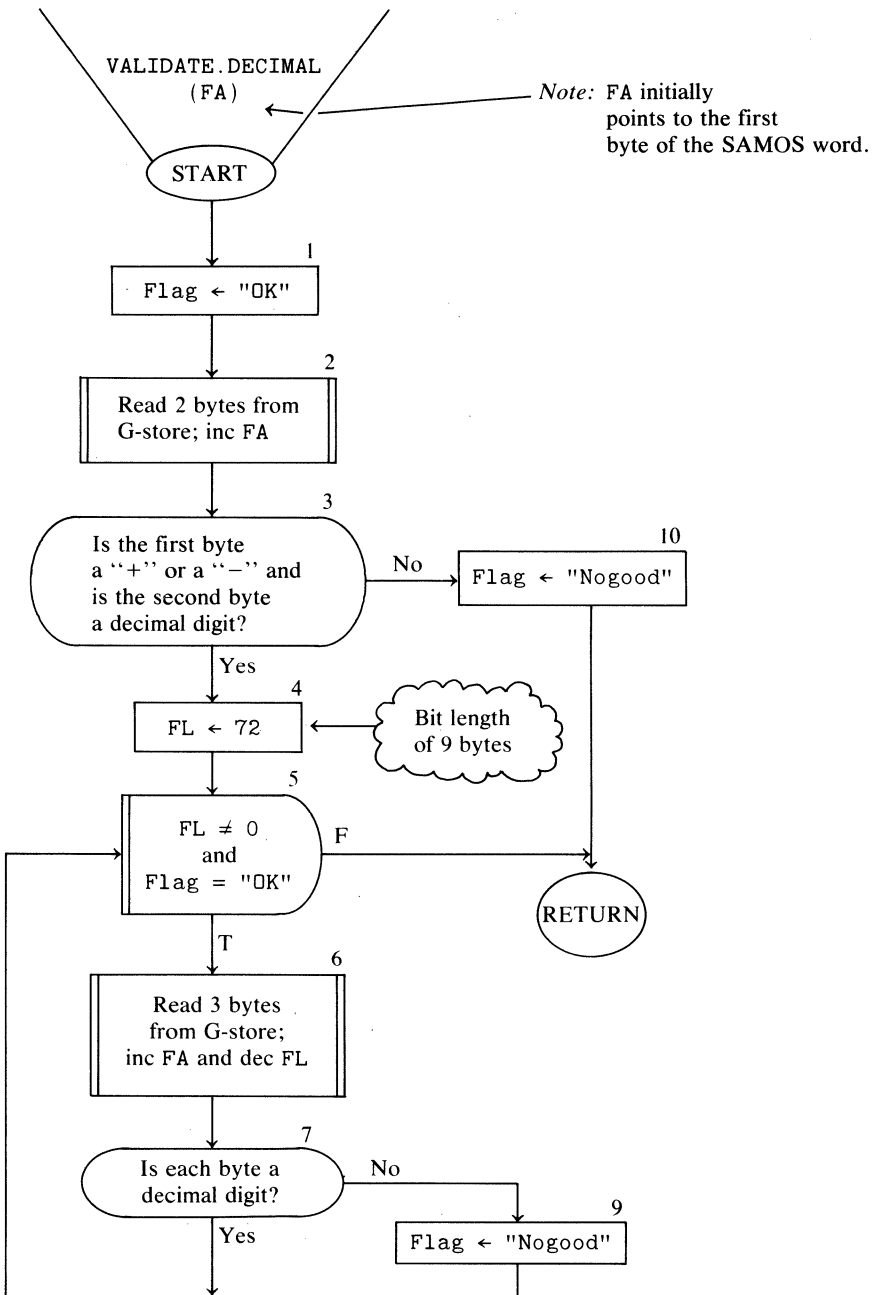 VALIDATE.DECIMAL
(FA)
Note: FA initially
points to the first
byte of the SAMOS word.
START
1
Flag ← "OK"
2
Read 2 bytes from
G-store; inc FA
3
Is the first byte
a “+” or a “−” and
is the second byte
a decimal digit?
No
10
Flag ← "Nogood"
Yes
4
FL ← 72
Bit length
of 9 bytes
5
FL ≠ 0
and
Flag = "OK"
F
RETURN
T
6
Read 3 bytes
from G-store;
inc FA and dec FL
7
Is each byte a
decimal digit?
No
Yes
9
Flag ← "Nogood"